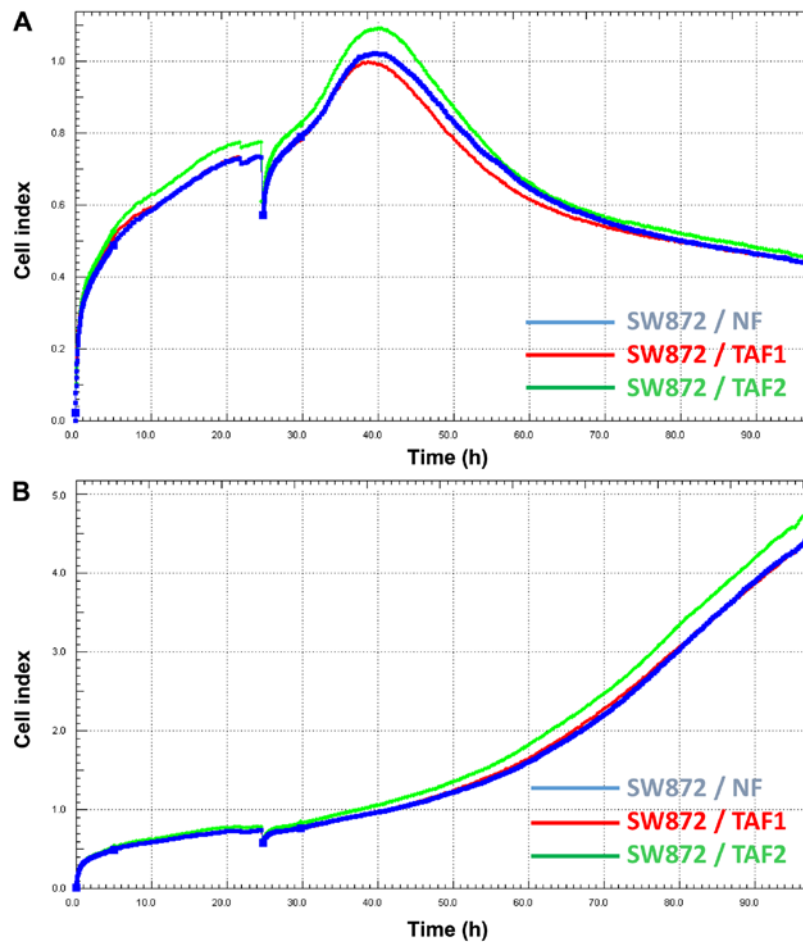 A
1.0
0.8
0.6
0.4
0.2
0.0
Cell index
0.0 10.0 20.0 30.0 40.0 50.0 60.0 70.0 80.0 90.0
Time (h)
SW872 / NF
SW872 / TAF1
SW872 / TAF2
B
5.0
4.0
3.0
2.0
1.0
0.0
Cell index
0.0 10.0 20.0 30.0 40.0 50.0 60.0 70.0 80.0 90.0
Time (h)
SW872 / NF
SW872 / TAF1
SW872 / TAF2